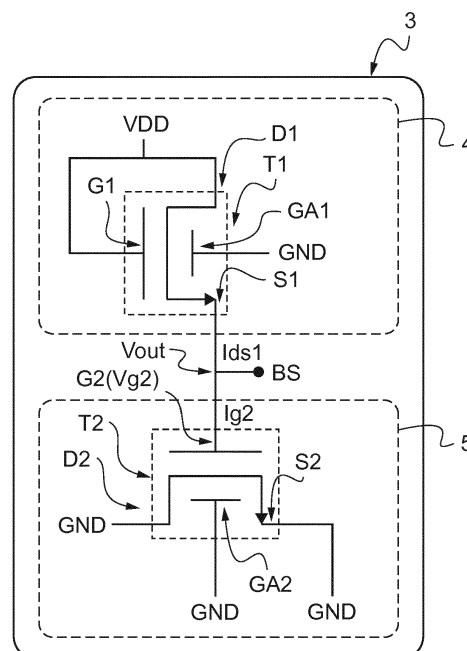 3
4
VDD
D1
T1
G1
GA1
GND
S1
Vout
Ids1
BS
G2(Vg2)
Ig2
T2
5
D2
S2
GND
GA2
GND
GND